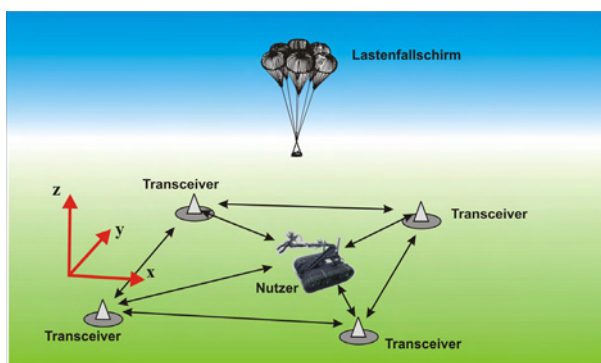 Lastenfallschirm
Transceiver
z
Transceiver
y
x
Nutzer
Transceiver
Transceiver